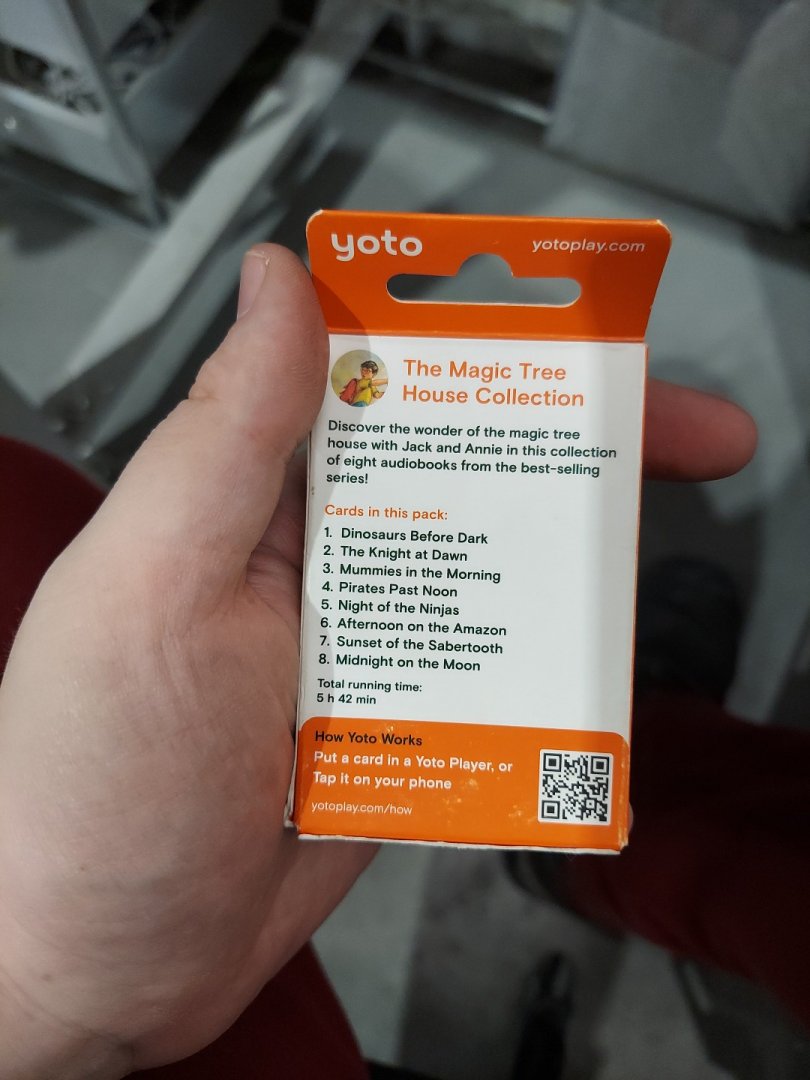 yoto
yotoplay.com
The Magic Tree
House Collection
Discover the wonder of the magic tree
house with Jack and Annie in this collection
of eight audiobooks from the best-selling
series!
Cards in this pack:
1. Dinosaurs Before Dark
2. The Knight at Dawn
3. Mummies in the Morning
4. Pirates Past Noon
5. Night of the Ninjas
6. Afternoon on the Amazon
7. Sunset of the Sabertooth
8. Midnight on the Moon
Total running time:
5 h 42 min
How Yoto Works
Put a card in a Yoto Player, or
Tap it on your phone
yotoplay.com/how